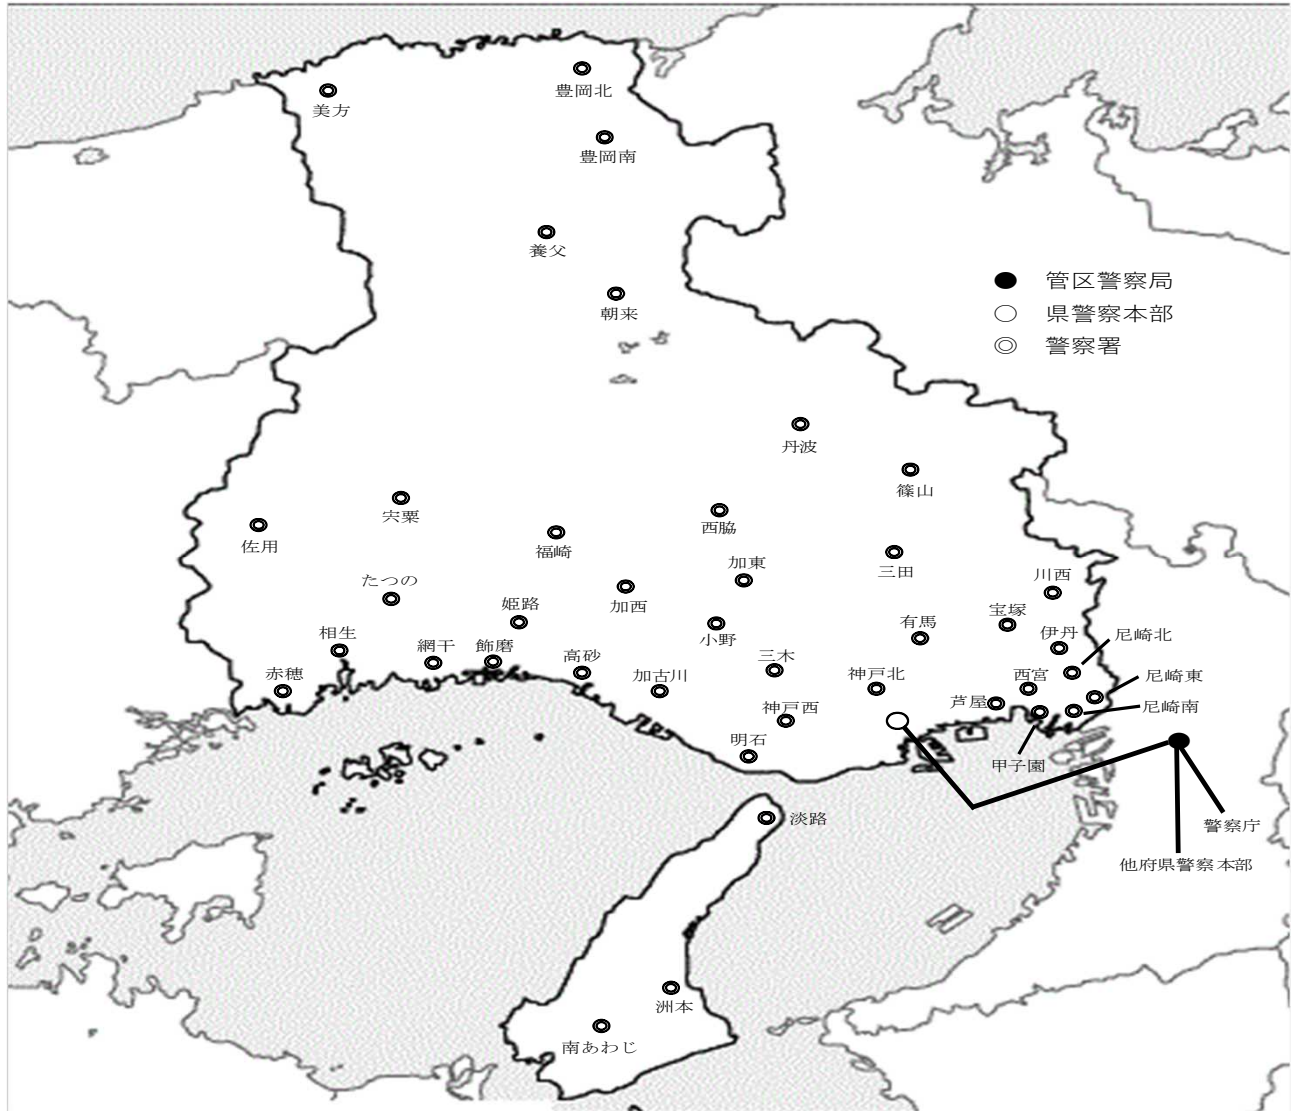 豊岡北
美方
豊岡南
養父
管区警察局
朝来
県警察本部
警察署
丹波
篠山
宍粟
西脇
佐用
福崎
加東
三田
川西
たつの
姫路
加西
宝塚
有馬
相生
小野
伊丹
尼崎北
網干
飾磨
高砂
三木
赤穂
加古川
神戸北
西宮
尼崎東
芦屋
神戸西
尼崎南
明石
甲子園
淡路
警察庁
他府県警察本部
洲本
南あわじ